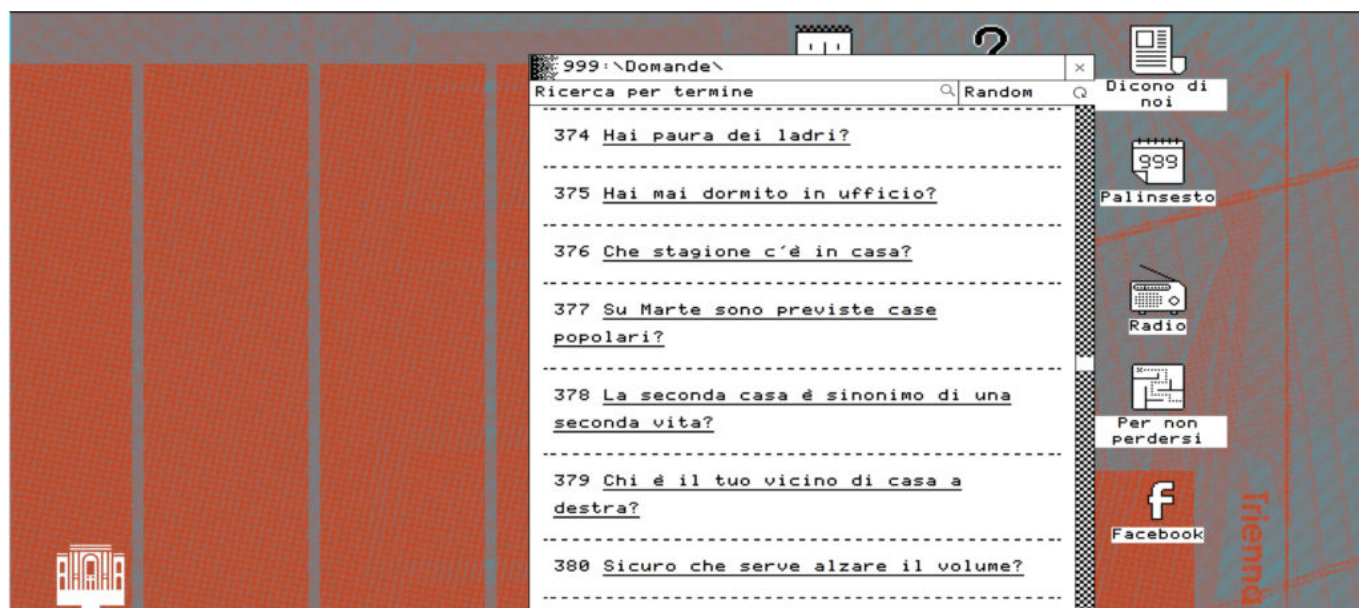 999:\Domande\
Ricerca per termine
Random
374 Hai paura dei ladri?
375 Hai mai dormito in ufficio?
376 Che stagione c'è in casa?
377 Su Marte sono previste case
popolari?
378 La seconda casa è sinonimo di una
seconda vita?
379 Chi è il tuo vicino di casa a
destra?
380 Sicuro che serve alzare il volume?
?
Dicono di
noi
999
Palinsesto
Radio
Per non
perdersi
f
Facebook
Trienna